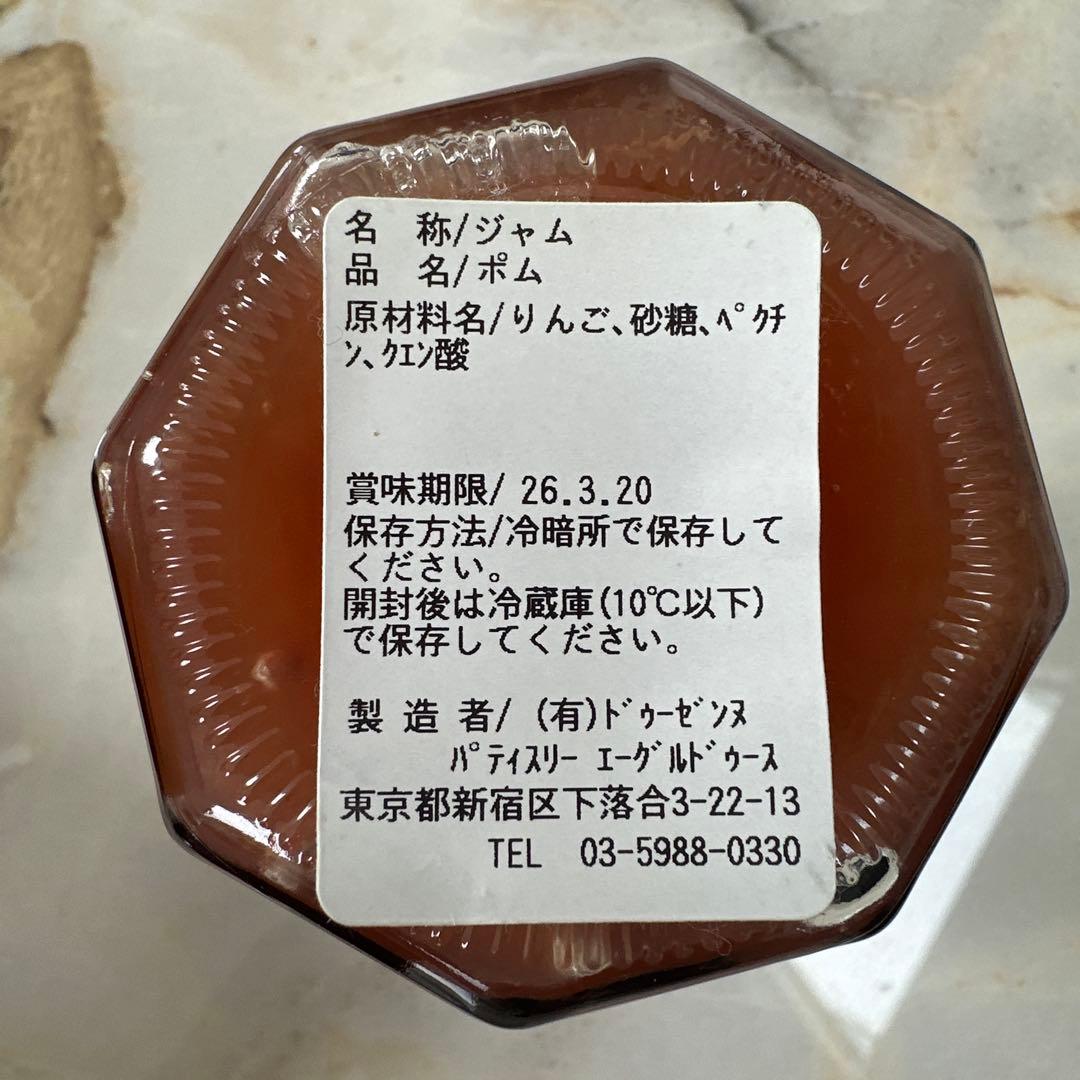 名　称/ジャム
品　名/ポム
原材料名/りんご、砂糖、ﾍﾟｸﾁ
ﾝ、ｸｴﾝ酸
賞味期限/ 26.3.20
保存方法/冷暗所で保存して
ください。
開封後は冷蔵庫(10℃以下)
で保存してください。
製 造 者/ (有)ﾄﾞｩｰｾﾞﾝﾇ
ﾊﾟﾃｨｽﾘｰ ｴｰｸﾞﾙﾄﾞｩｰｽ
東京都新宿区下落合3-22-13
TEL　03-5988-0330